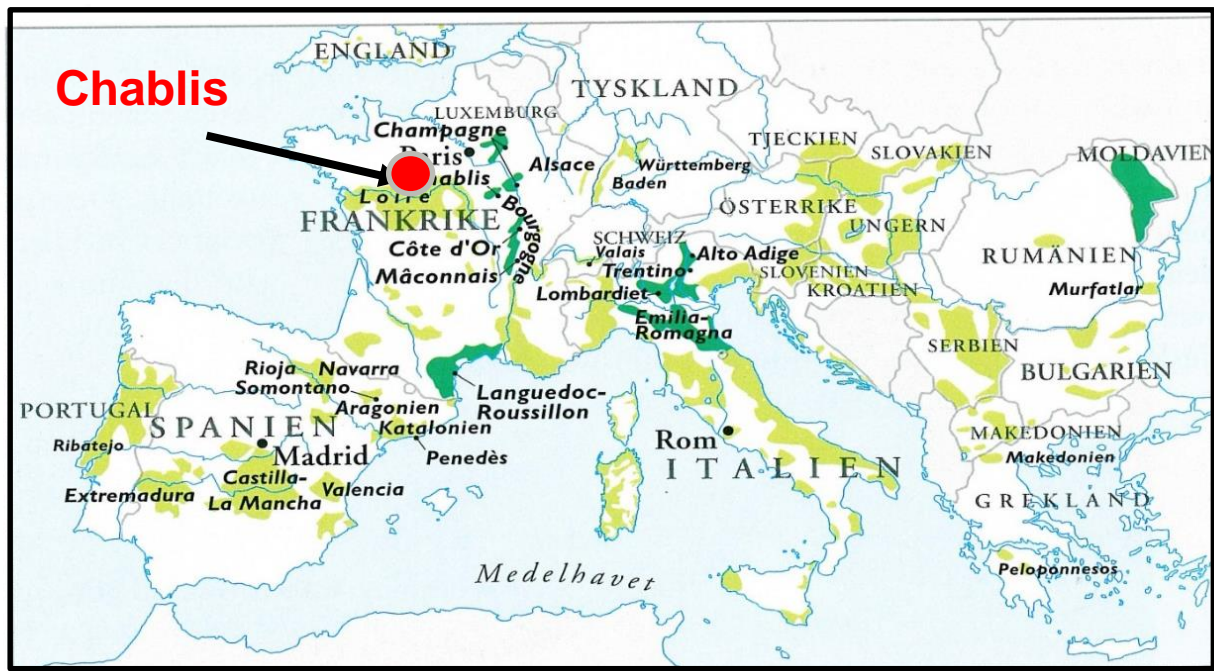 ENGLAND
Chablis
TYSKLAND
LUXEMBURG
Champagne
TJECKIEN
SLOVAKIEN
MOLDAVIEN
Paris
Alsace
Württemberg
Baden
Chablis
Loire
ÖSTERRIKE
UNGERN
FRANKRIKE
Bourgogne
SCHWEIZ
Valais
Alto Adige
Côte d'Or
Trentino
SLOVENIEN
RUMÄNIEN
Mâconnais
Lombardiet
KROATIEN
Murfatlar
Emilia-
Romagna
SERBIEN
BULGARIEN
Rioja
Navarra
Somontano
Languedoc-
Roussillon
Aragonien
Katalonien
PORTUGAL
SPANIEN
Ribatejo
Madrid
Penedès
Rom
ITALIEN
MAKEDONIEN
Makedonien
Castilla-
La Mancha
Extremadura
Valencia
GREKLAND
Medelhavet
Peloponnesos